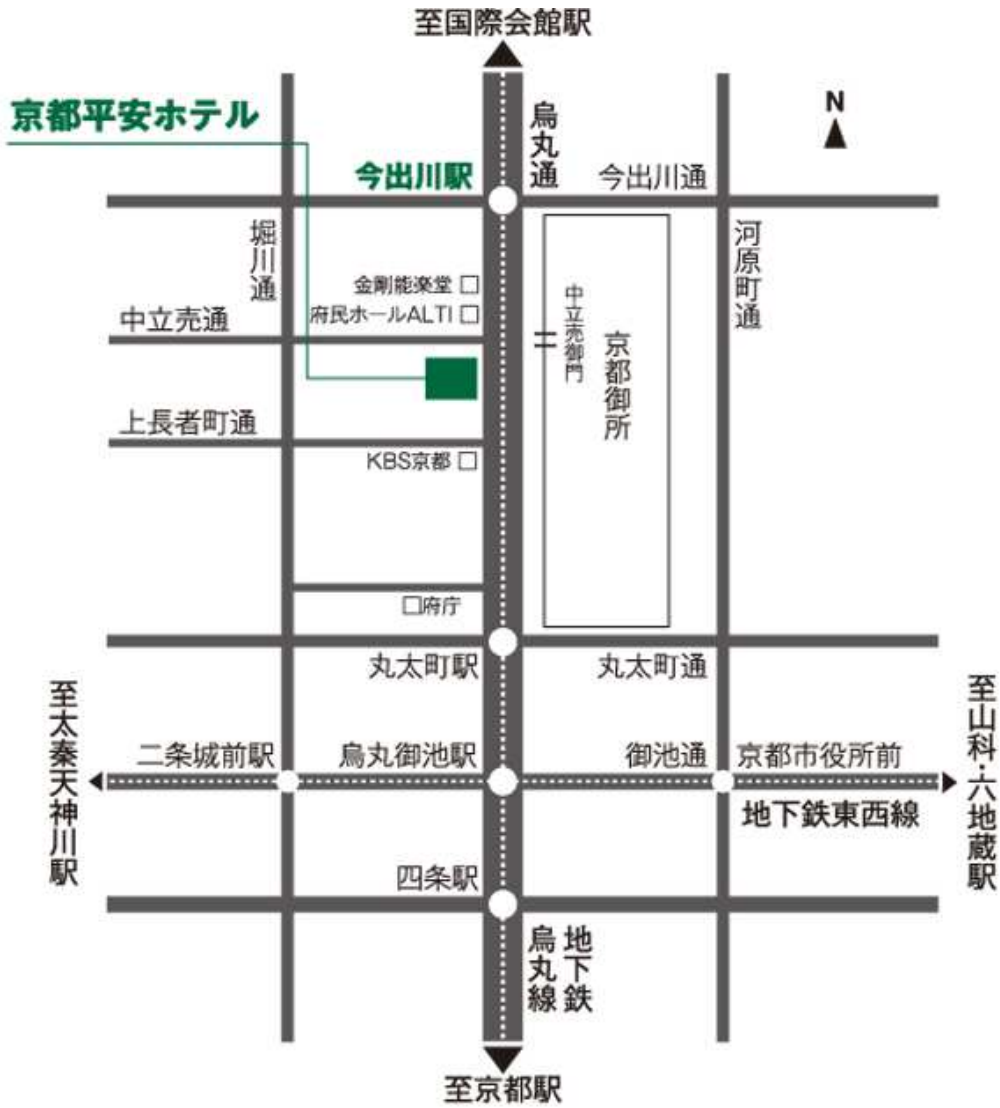 至国際会館駅
京都平安ホテル
烏丸通
N
今出川駅
今出川通
堀川通
河原町通
金剛能楽堂
府民ホールALTI
中立売通
中立売御門
京都御所
上長者町通
KBS京都
府庁
丸太町駅
丸太町通
至太秦天神川駅
二条城前駅
烏丸御池駅
御池通
京都市役所前
至山科・六地蔵駅
地下鉄東西線
四条駅
地下鉄
烏丸線
至京都駅